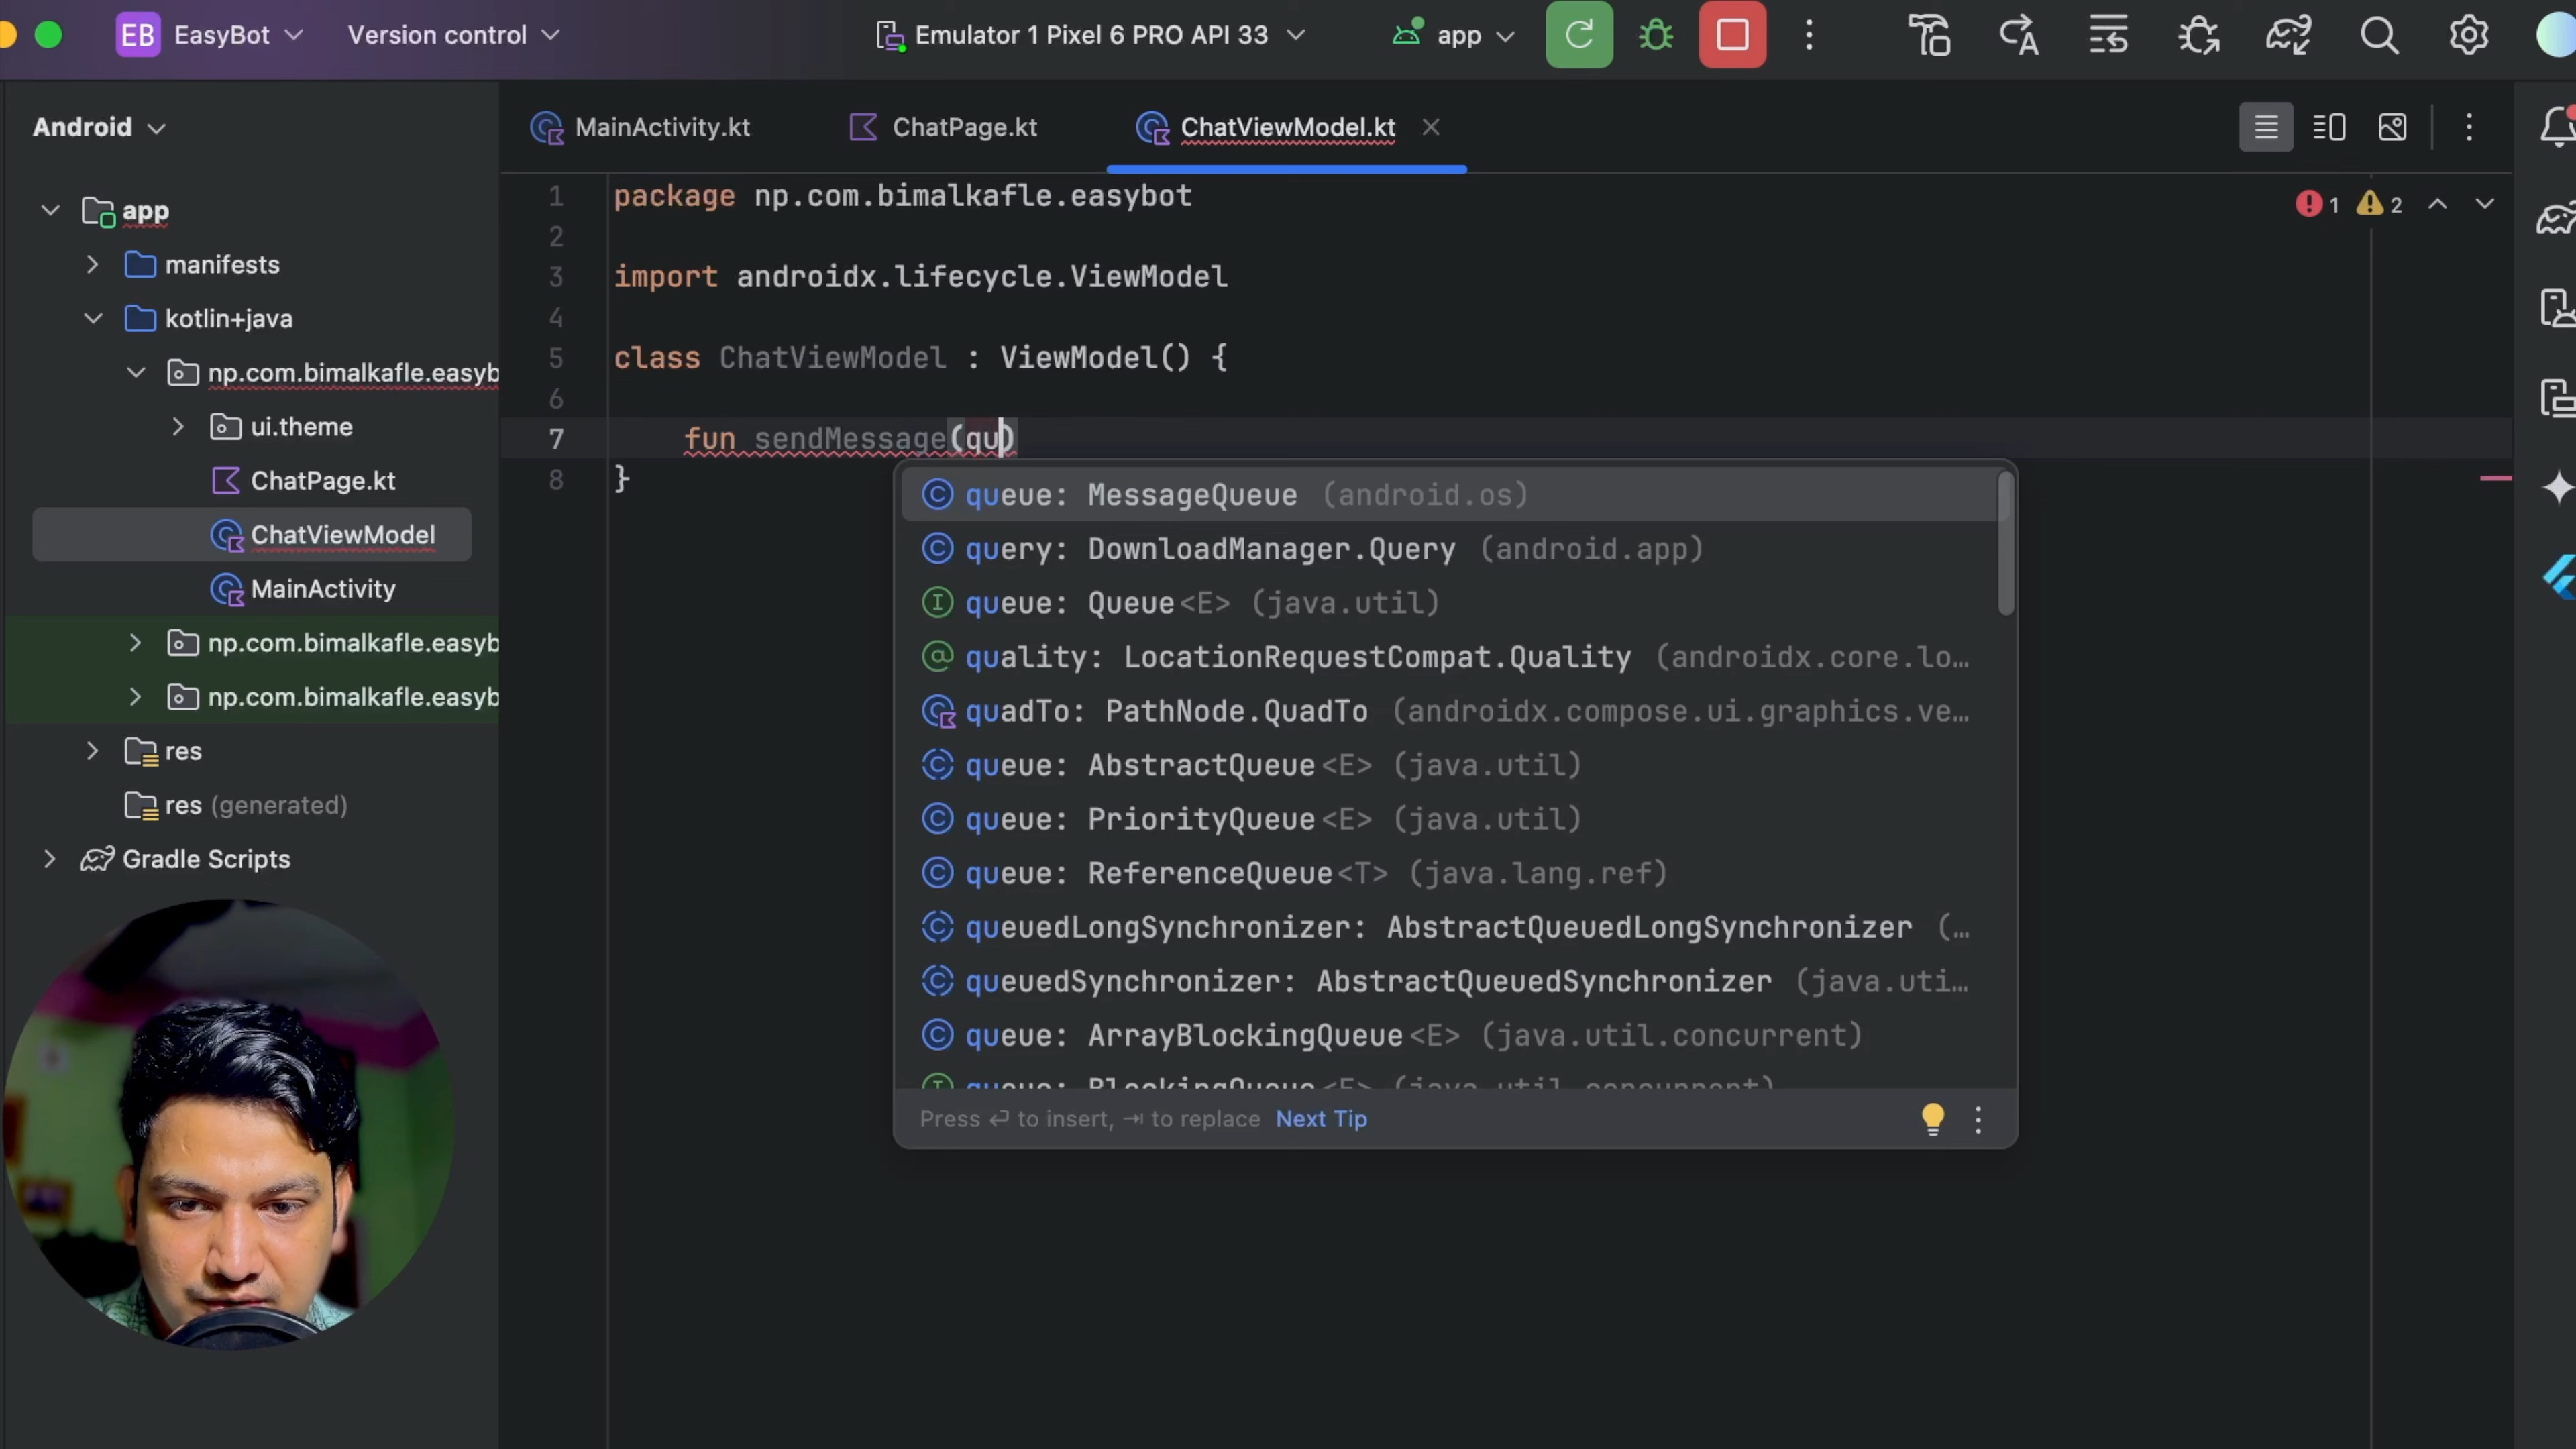 EB EasyBot Version control Emulator 1 Pixel 6 PRO API 33 app
Android MainActivity.kt ChatPage.kt ChatViewModel.kt
app
manifests
kotlin+java
np.com.bimalkafle.easyb
ui.theme
ChatPage.kt
ChatViewModel
MainActivity
np.com.bimalkafle.easyb
np.com.bimalkafle.easyb
res
res (generated)
Gradle Scripts
1 package np.com.bimalkafle.easybot
2
3 import androidx.lifecycle.ViewModel
4
5 class ChatViewModel : ViewModel() {
6
7 fun sendMessage(qu)
8 }
1 2
queue: MessageQueue (android.os)
query: DownloadManager.Query (android.app)
queue: Queue<E> (java.util)
quality: LocationRequestCompat.Quality (androidx.core.lo…
quadTo: PathNode.QuadTo (androidx.compose.ui.graphics.ve…
queue: AbstractQueue<E> (java.util)
queue: PriorityQueue<E> (java.util)
queue: ReferenceQueue<T> (java.lang.ref)
queuedLongSynchronizer: AbstractQueuedLongSynchronizer (…
queuedSynchronizer: AbstractQueuedSynchronizer (java.uti…
queue: ArrayBlockingQueue<E> (java.util.concurrent)
queue: BlockingQueue<E> (java.util.concurrent)
Press ⏎ to insert, ⇥ to replace Next Tip